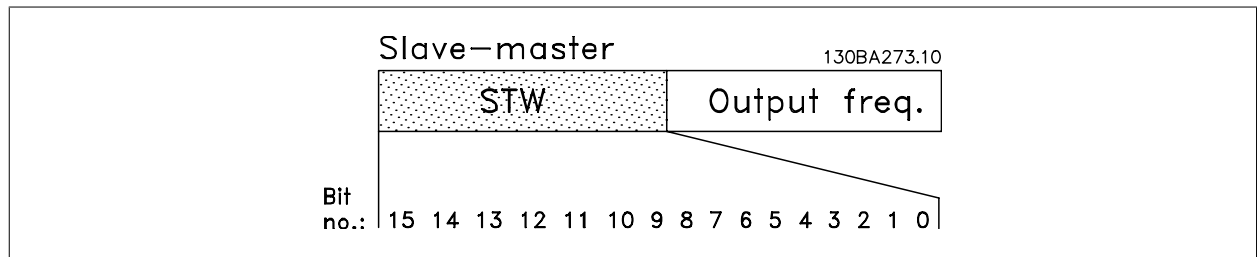 Slave-master 130BA273.10
STW Output freq.
Bit
no.: 15 14 13 12 11 10 9 8 7 6 5 4 3 2 1 0